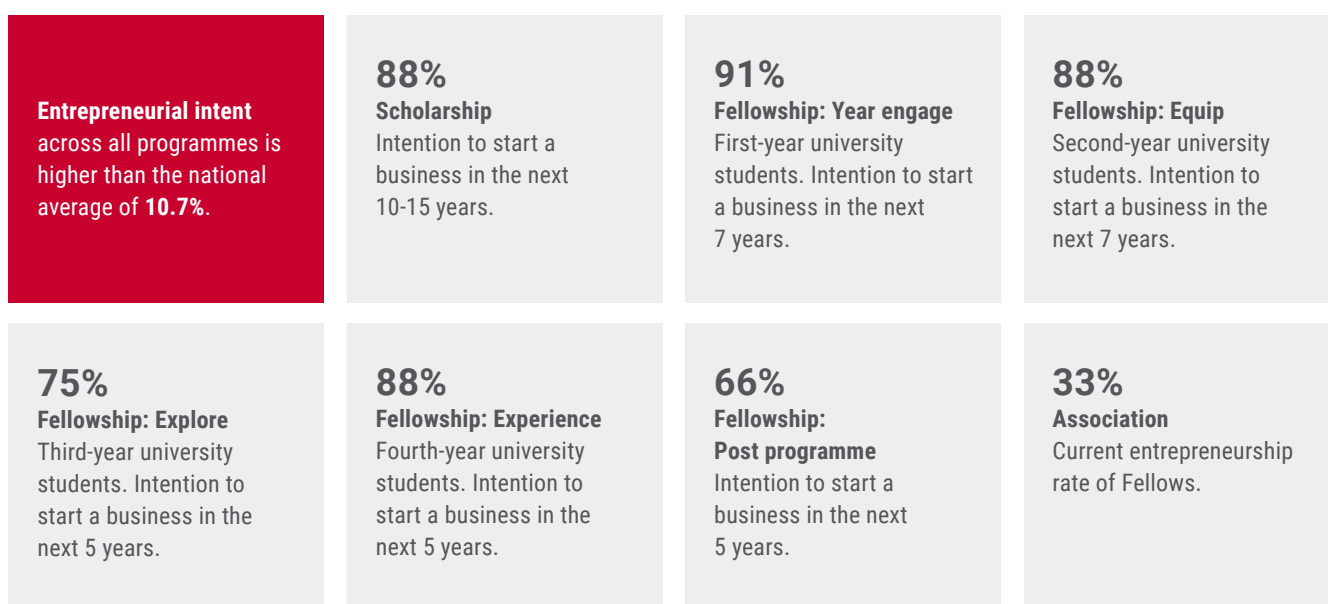 Entrepreneurial intent
across all programmes is
higher than the national
average of 10.7%.
88%
Scholarship
Intention to start a
business in the next
10-15 years.
91%
Fellowship: Year engage
First-year university
students. Intention to start
a business in the next
7 years.
88%
Fellowship: Equip
Second-year university
students. Intention to
start a business in the
next 7 years.
75%
Fellowship: Explore
Third-year university
students. Intention to
start a business in the
next 5 years.
88%
Fellowship: Experience
Fourth-year university
students. Intention to
start a business in the
next 5 years.
66%
Fellowship:
Post programme
Intention to start a
business in the next
5 years.
33%
Association
Current entrepreneurship
rate of Fellows.